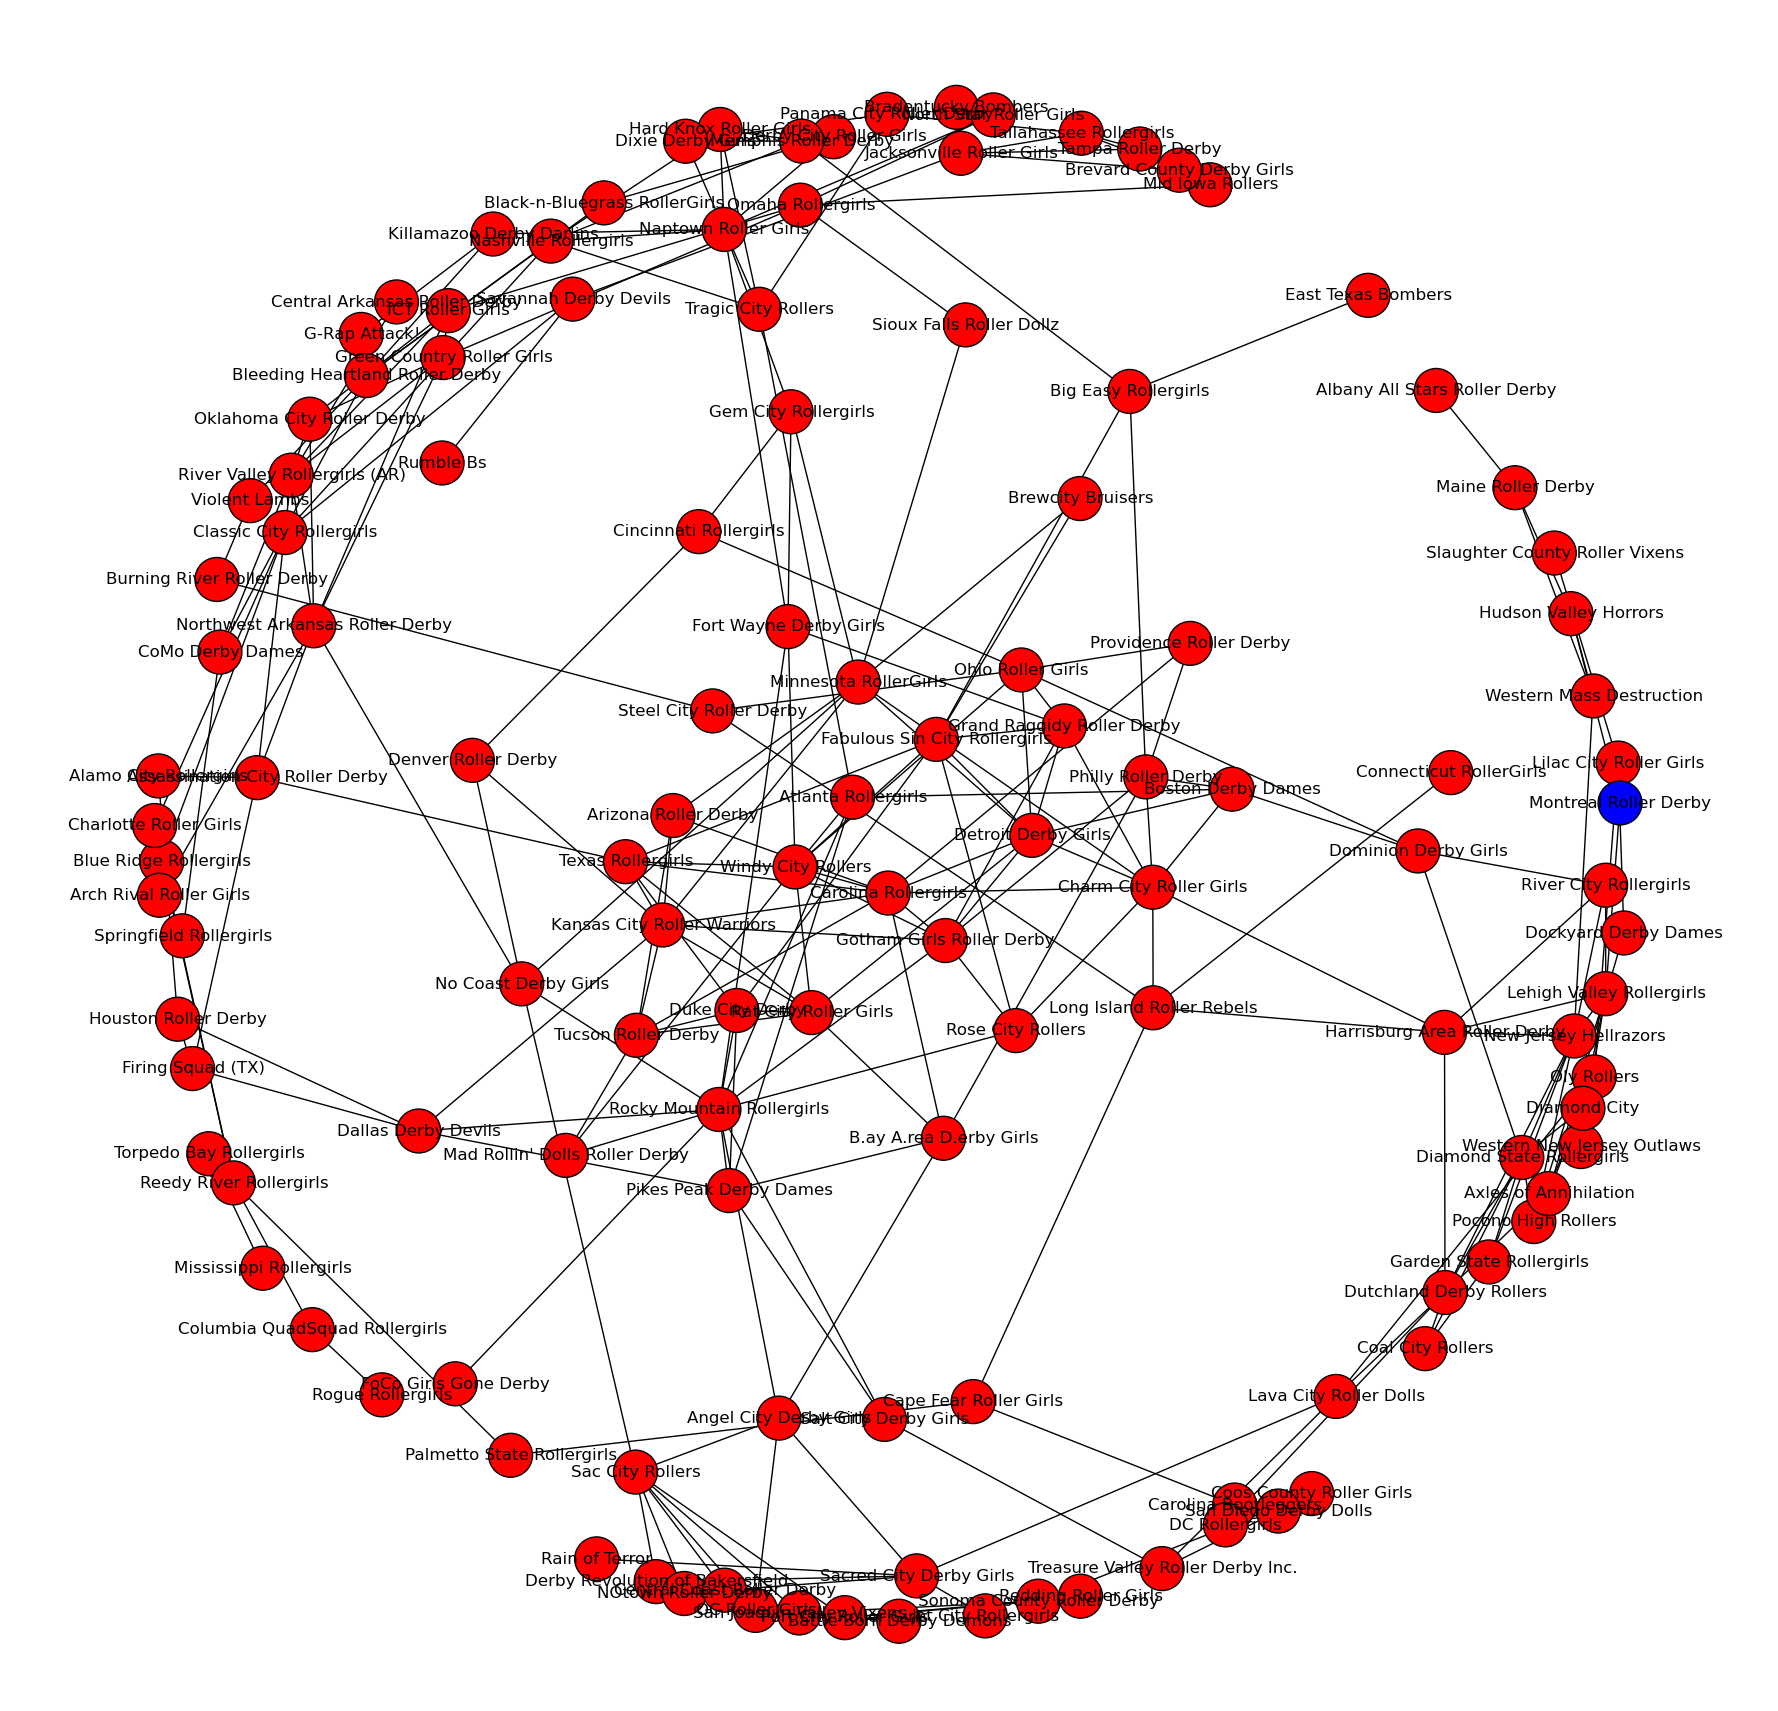 Bradentucky Bombers
Panama City Roller Derby
North Star Roller Girls
Hard Knox Roller Girls
Tallahassee Rollergirls
Dixie Derby Girls
Derby City Roller Girls
Memphis Roller Derby
Tampa Roller Derby
Jacksonville Roller Girls
Brevard County Derby Girls
Mid Iowa Rollers
Black-n-Bluegrass RollerGirls
Omaha Rollergirls
Naptown Roller Girls
Killamazoo Derby Darlins
Nashville Rollergirls
East Texas Bombers
Savannah Derby Devils
Central Arkansas Roller Derby
ICT Roller Girls
Tragic City Rollers
Sioux Falls Roller Dollz
G-Rap Attack!
Green Country Roller Girls
Bleeding Heartland Roller Derby
Big Easy Rollergirls
Albany All Stars Roller Derby
Gem City Rollergirls
Oklahoma City Roller Derby
Rumble Bs
River Valley Rollergirls (AR)
Maine Roller Derby
Violent Lambs
Brewcity Bruisers
Classic City Rollergirls
Cincinnati Rollergirls
Slaughter County Roller Vixens
Burning River Roller Derby
Hudson Valley Horrors
Northwest Arkansas Roller Derby
Fort Wayne Derby Girls
Providence Roller Derby
CoMo Derby Dames
Ohio Roller Girls
Minnesota RollerGirls
Western Mass Destruction
Steel City Roller Derby
Grand Raggidy Roller Derby
Fabulous Sin City Rollergirls
Denver Roller Derby
Lilac City Roller Girls
Connecticut RollerGirls
Alamo City Rollergirls
Assassination City Roller Derby
Philly Roller Derby
Boston Derby Dames
Atlanta Rollergirls
Montreal Roller Derby
Arizona Roller Derby
Charlotte Roller Girls
Detroit Derby Girls
Dominion Derby Girls
Blue Ridge Rollergirls
Texas Rollergirls
Windy City Rollers
River City Rollergirls
Charm City Roller Girls
Carolina Rollergirls
Arch Rival Roller Girls
Kansas City Roller Warriors
Dockyard Derby Dames
Springfield Rollergirls
Gotham Girls Roller Derby
No Coast Derby Girls
Lehigh Valley Rollergirls
Long Island Roller Rebels
Duke City Derby
Rat City Roller Girls
Houston Roller Derby
Rose City Rollers
Harrisburg Area Roller Derby
Tucson Roller Derby
New Jersey Hellrazors
Firing Squad (TX)
Oly Rollers
Rocky Mountain Rollergirls
Diamond City
Dallas Derby Devils
B.ay A.rea D.erby Girls
Western New Jersey Outlaws
Torpedo Bay Rollergirls
Mad Rollin' Dolls Roller Derby
Diamond State Rollergirls
Reedy River Rollergirls
Pikes Peak Derby Dames
Axles of Annihilation
Pocono High Rollers
Garden State Rollergirls
Mississippi Rollergirls
Dutchland Derby Rollers
Columbia QuadSquad Rollergirls
Coal City Rollers
FoCo Girls Gone Derby
Rogue Rollergirls
Lava City Roller Dolls
Cape Fear Roller Girls
Angel City Derby Girls
Salt City Derby Girls
Palmetto State Rollergirls
Sac City Rollers
Coos County Roller Girls
Carolina Bootleggers
San Diego Derby Dolls
DC Rollergirls
Rain of Terror
Treasure Valley Roller Derby Inc.
Sacred City Derby Girls
Derby Revolution of Bakersfield
Central Coast Roller Derby
NOtown Roller Derby
Redding Roller Girls
Sonoma County Roller Derby
OC Roller Girls
San Joaquin Valley Vixens
Port City Roller Girls
Gut City Rollergirls
Battle Born Derby Demons